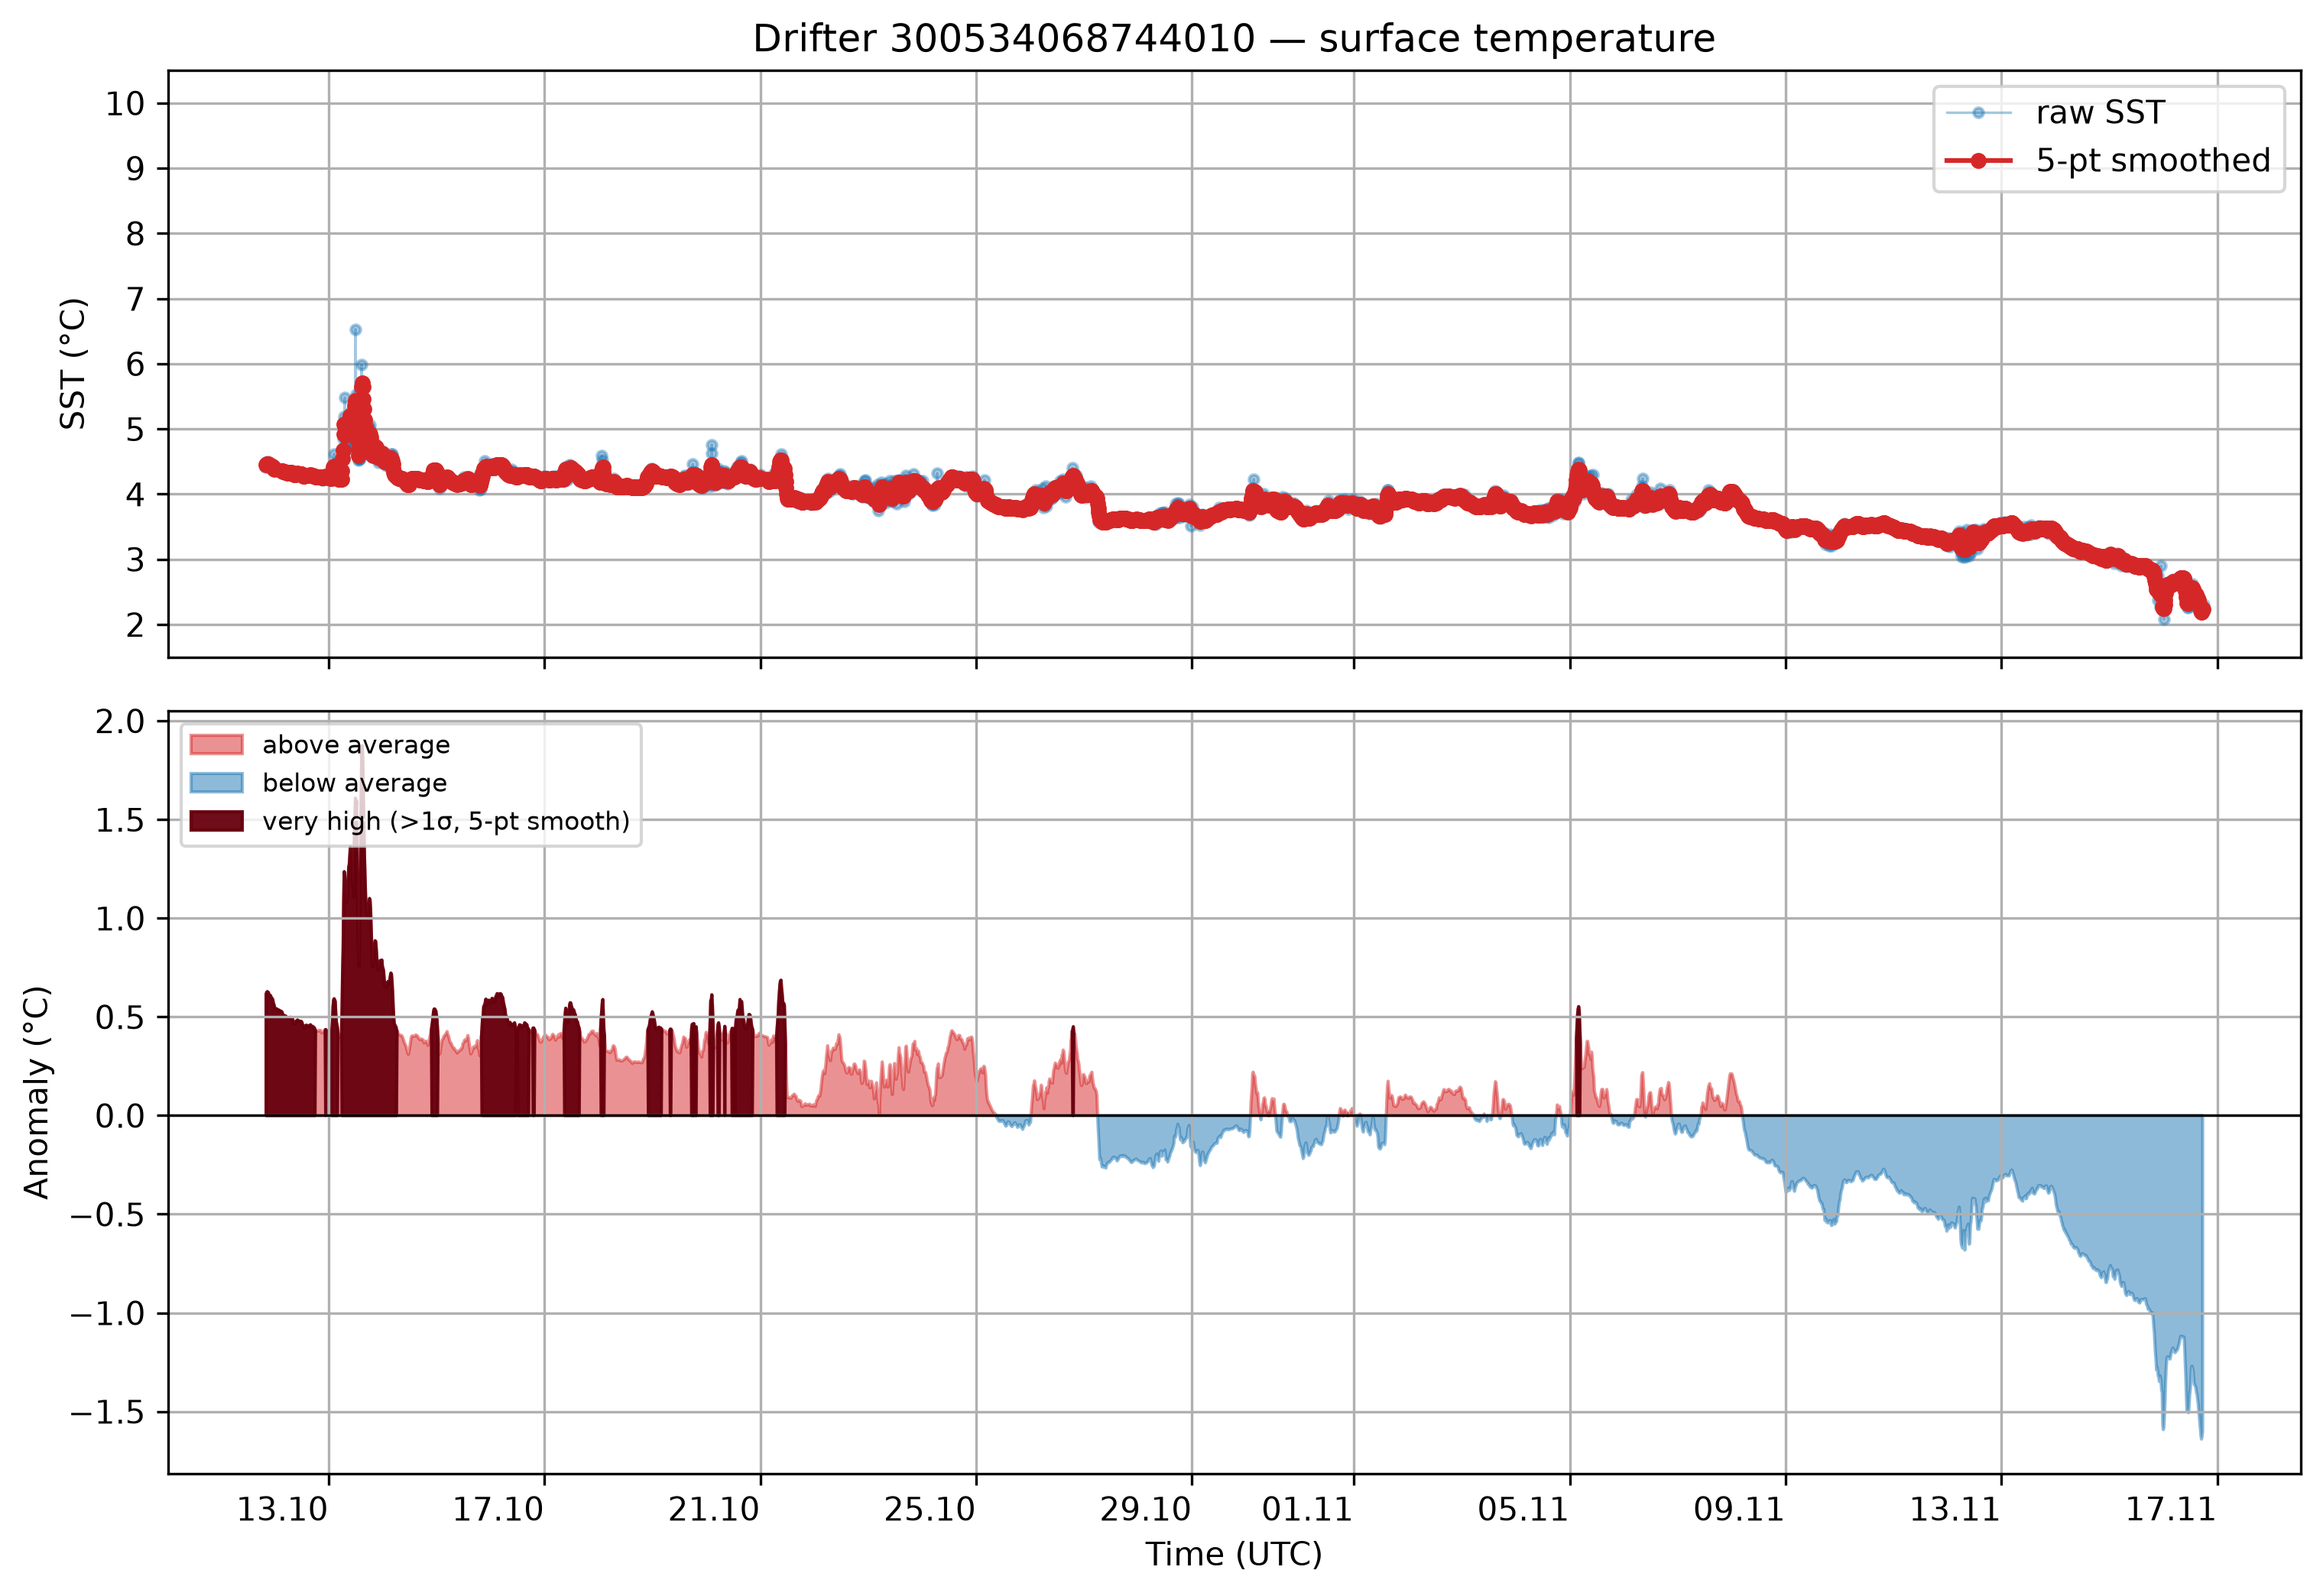 Drifter 300534068744010 — surface temperature
10
9
8
7
6
5
4
3
2
SST (°C)
raw SST
5-pt smoothed
2.0
1.5
1.0
0.5
0.0
−0.5
−1.0
−1.5
Anomaly (°C)
above average
below average
very high (>1σ, 5-pt smooth)
13.10 17.10 21.10 25.10 29.10 01.11 05.11 09.11 13.11 17.11
Time (UTC)